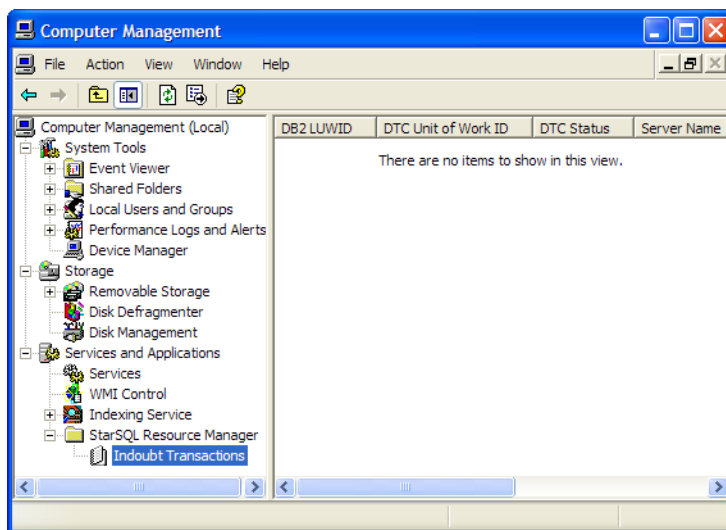 Computer Management
File Action View Window Help
Computer Management (Local)
System Tools
Event Viewer
Shared Folders
Local Users and Groups
Performance Logs and Alerts
Device Manager
Storage
Removable Storage
Disk Defragmenter
Disk Management
Services and Applications
Services
WMI Control
Indexing Service
StarSQL Resource Manager
Indoubt Transactions
DB2 LUWID DTC Unit of Work ID DTC Status Server Name
There are no items to show in this view.